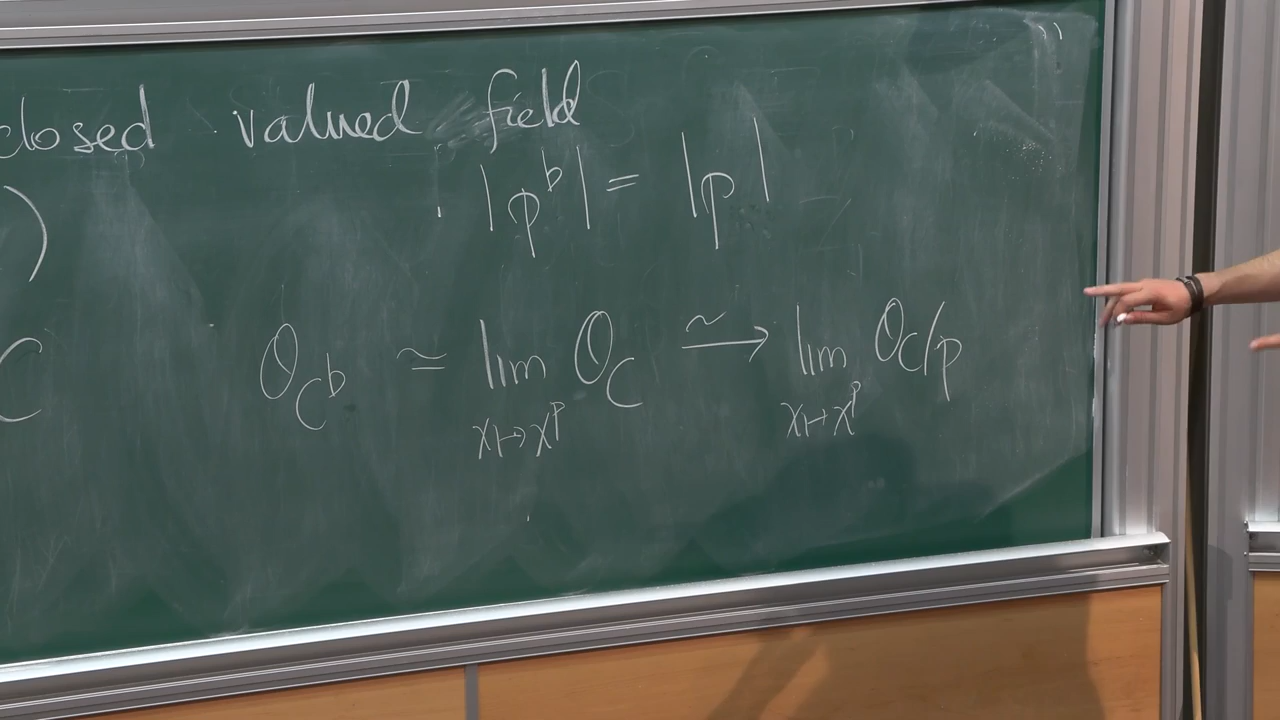 closed valued field
|p♭| = |p|
)
C O_{C♭} ≃ lim_{x↦x^p} O_C ⥲ lim_{x↦x^p} O_C/p